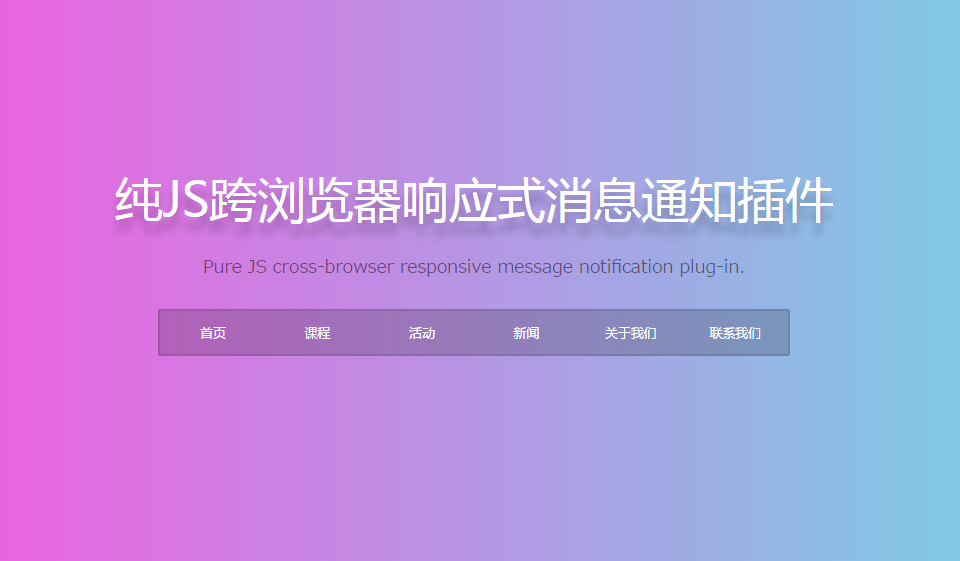 纯JS跨浏览器响应式消息通知插件
Pure JS cross-browser responsive message notification plug-in.
首页 课程 活动 新闻 关于我们 联系我们